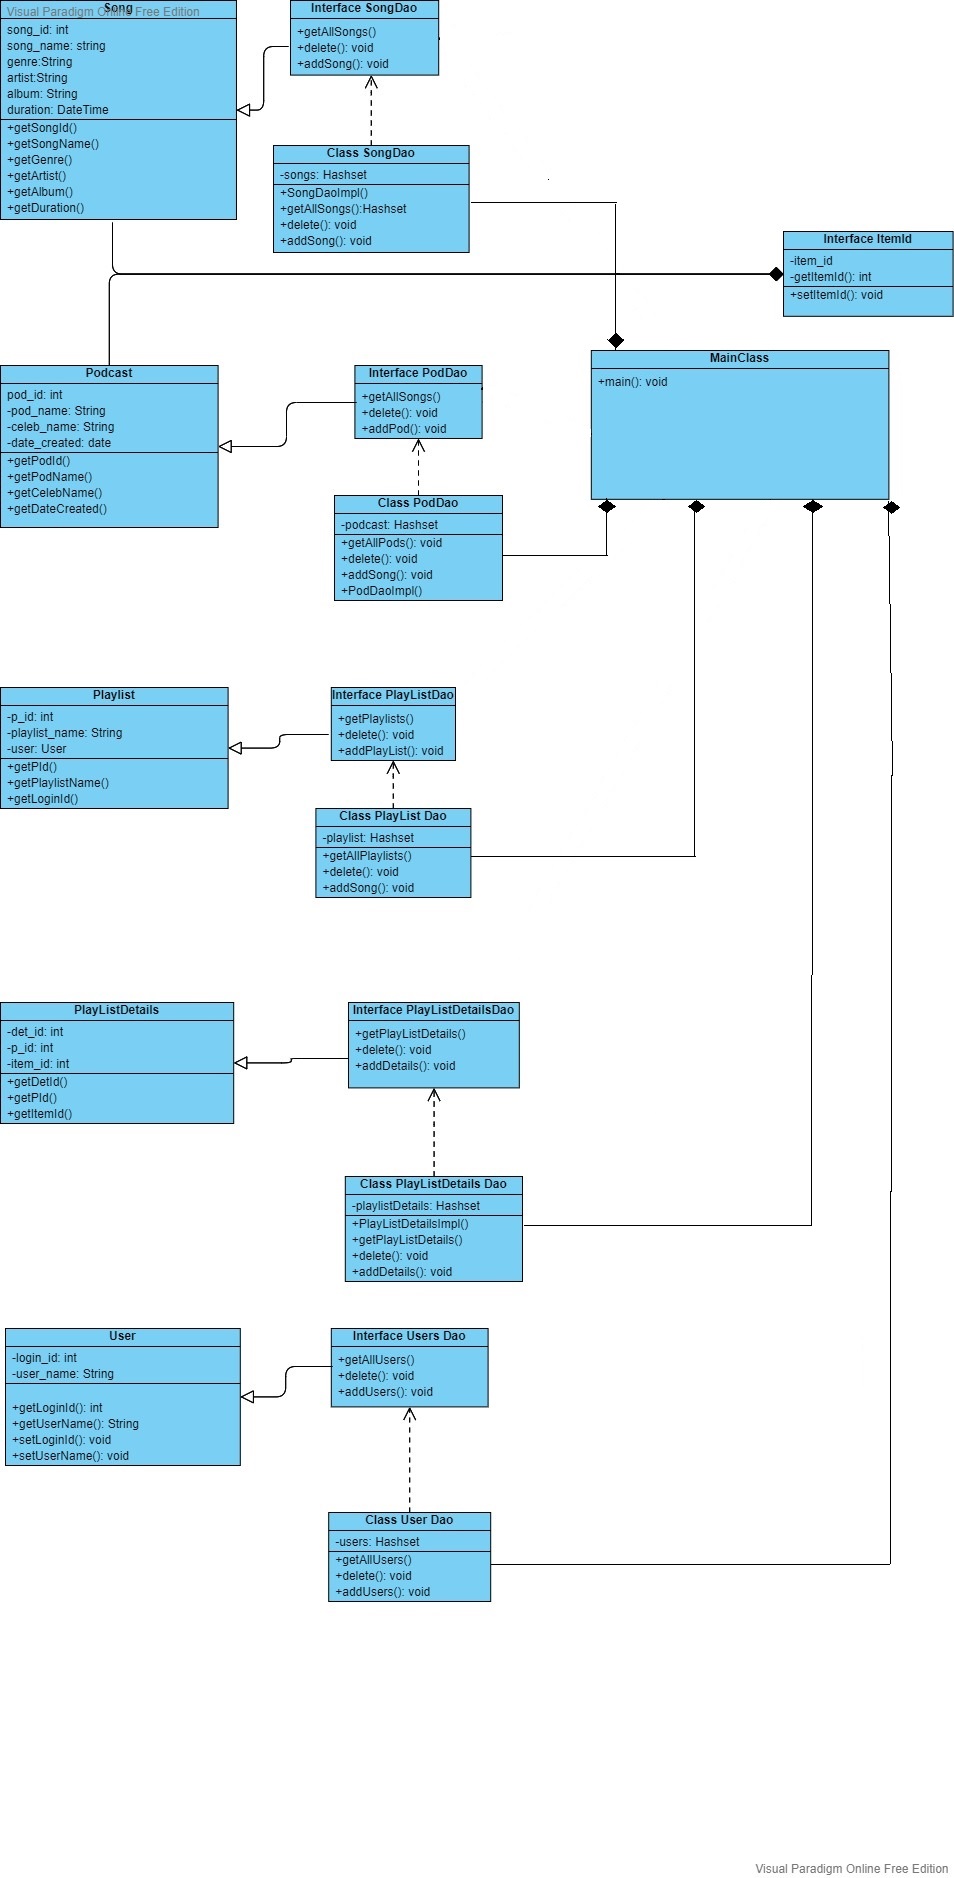 Visual Paradigm Online Free Edition
Song
song_id: int
song_name: string
genre:String
artist:String
album: String
duration: DateTime
+getSongId()
+getSongName()
+getGenre()
+getArtist()
+getAlbum()
+getDuration()
Interface SongDao
+getAllSongs()
+delete(): void
+addSong(): void
Class SongDao
-songs: Hashset
+SongDaoImpl()
+getAllSongs():Hashset
+delete(): void
+addSong(): void
Interface ItemId
-item_id
-getItemId(): int
+setItemId(): void
MainClass
+main(): void
Podcast
pod_id: int
-pod_name: String
-celeb_name: String
-date_created: date
+getPodId()
+getPodName()
+getCelebName()
+getDateCreated()
Interface PodDao
+getAllSongs()
+delete(): void
+addPod(): void
Class PodDao
-podcast: Hashset
+getAllPods(): void
+delete(): void
+addSong(): void
+PodDaoImpl()
Playlist
-p_id: int
-playlist_name: String
-user: User
+getPId()
+getPlaylistName()
+getLoginId()
Interface PlayListDao
+getPlaylists()
+delete(): void
+addPlayList(): void
Class PlayList Dao
-playlist: Hashset
+getAllPlaylists()
+delete(): void
+addSong(): void
PlayListDetails
-det_id: int
-p_id: int
-item_id: int
+getDetId()
+getPId()
+getItemId()
Interface PlayListDetailsDao
+getPlayListDetails()
+delete(): void
+addDetails(): void
Class PlayListDetails Dao
-playlistDetails: Hashset
+PlayListDetailsImpl()
+getPlayListDetails()
+delete(): void
+addDetails(): void
User
-login_id: int
-user_name: String
+getLoginId(): int
+getUserName(): String
+setLoginId(): void
+setUserName(): void
Interface Users Dao
+getAllUsers()
+delete(): void
+addUsers(): void
Class User Dao
-users: Hashset
+getAllUsers()
+delete(): void
+addUsers(): void
Visual Paradigm Online Free Edition